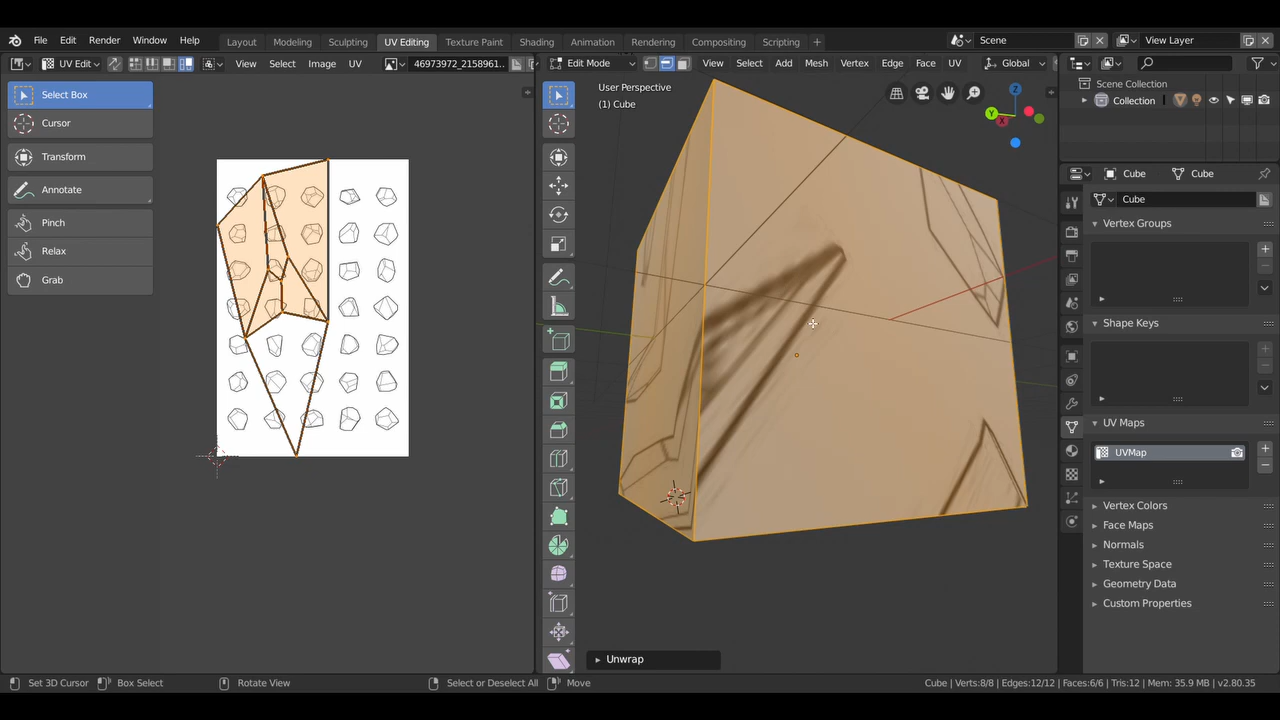 File Edit Render Window Help Layout Modeling Sculpting UV Editing Texture Paint Shading Animation Rendering Compositing Scripting + Scene View Layer
UV Edit View Select Image UV 46973972_2158961.. Edit Mode View Select Add Mesh Vertex Edge Face UV Global
Select Box
Cursor
Transform
Annotate
Pinch
Relax
Grab
User Perspective
(1) Cube
Unwrap
Scene Collection
Collection
Cube Cube
Cube
Vertex Groups
Shape Keys
UV Maps
UVMap
Vertex Colors
Face Maps
Normals
Texture Space
Geometry Data
Custom Properties
Set 3D Cursor Box Select Rotate View Select or Deselect All Move Cube | Verts:8/8 | Edges:12/12 | Faces:6/6 | Tris:12 | Mem: 35.9 MB | v2.80.35